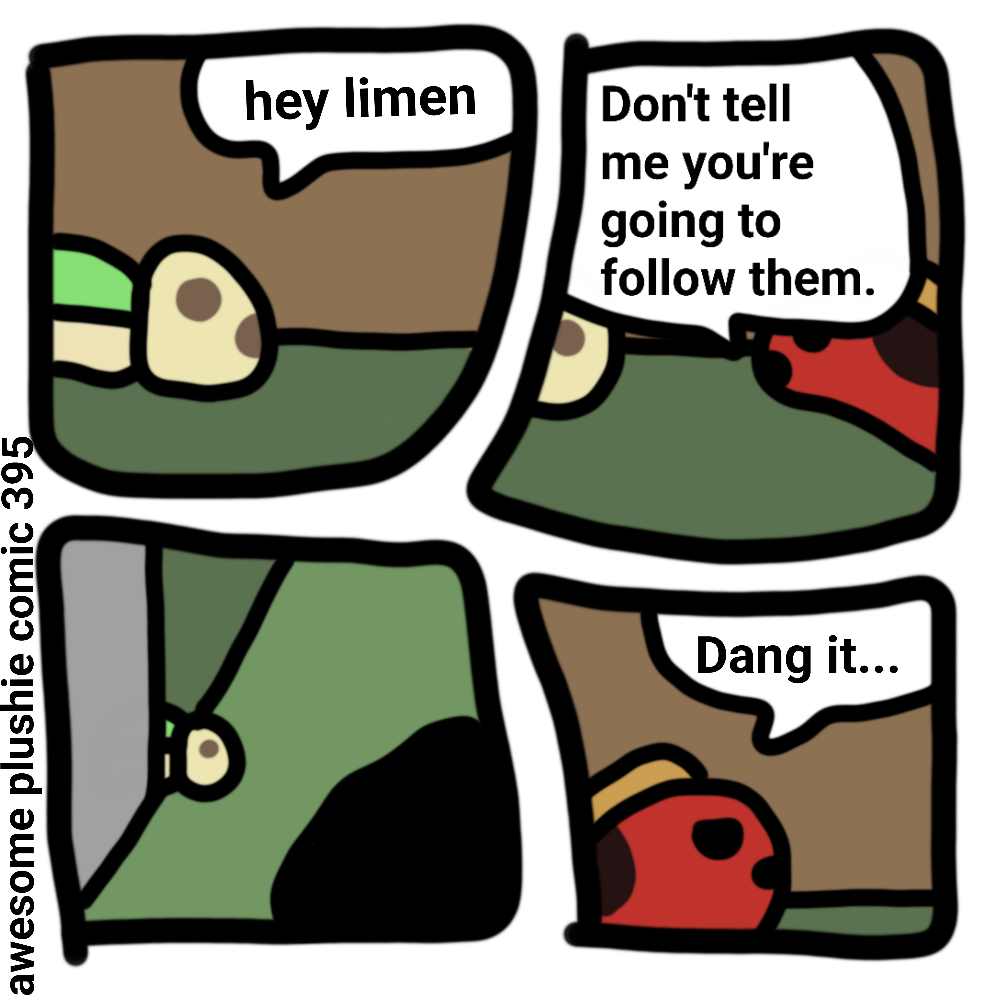 hey limen
Don't tell
me you're
going to
follow them.
Dang it...
awesome plushie comic 395